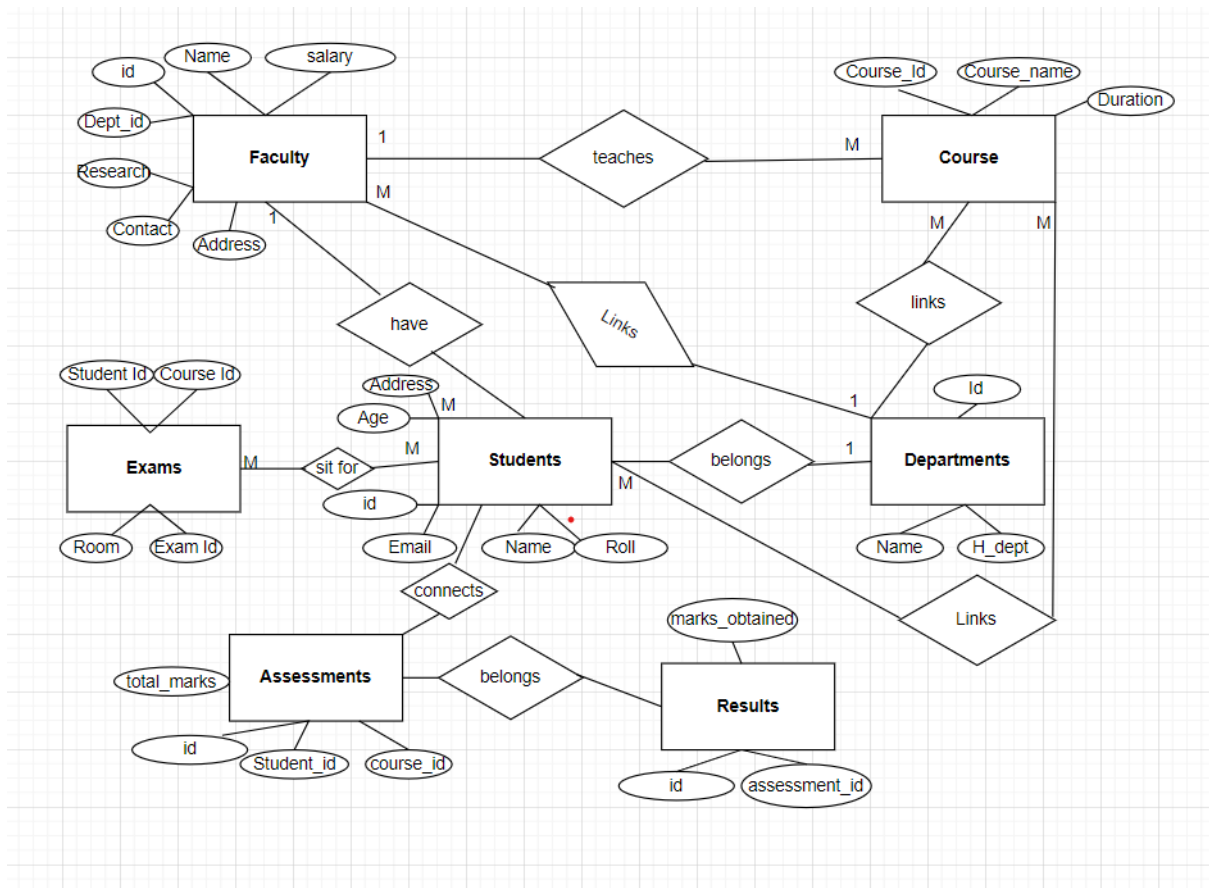 Name
salary
id
Course_Id
Course_name
Duration
Dept_id
1
M
Faculty
teaches
Course
Research
M
Contact
Address
1
M
M
have
Links
links
Student Id
Course Id
Address
Id
M
1
Age
Exams
M
sit for
M
Students
belongs
1
Departments
M
id
Room
Exam Id
Email
Name
Roll
Name
H_dept
connects
marks_obtained
Links
total_marks
Assessments
belongs
Results
id
Student_id
course_id
id
assessment_id